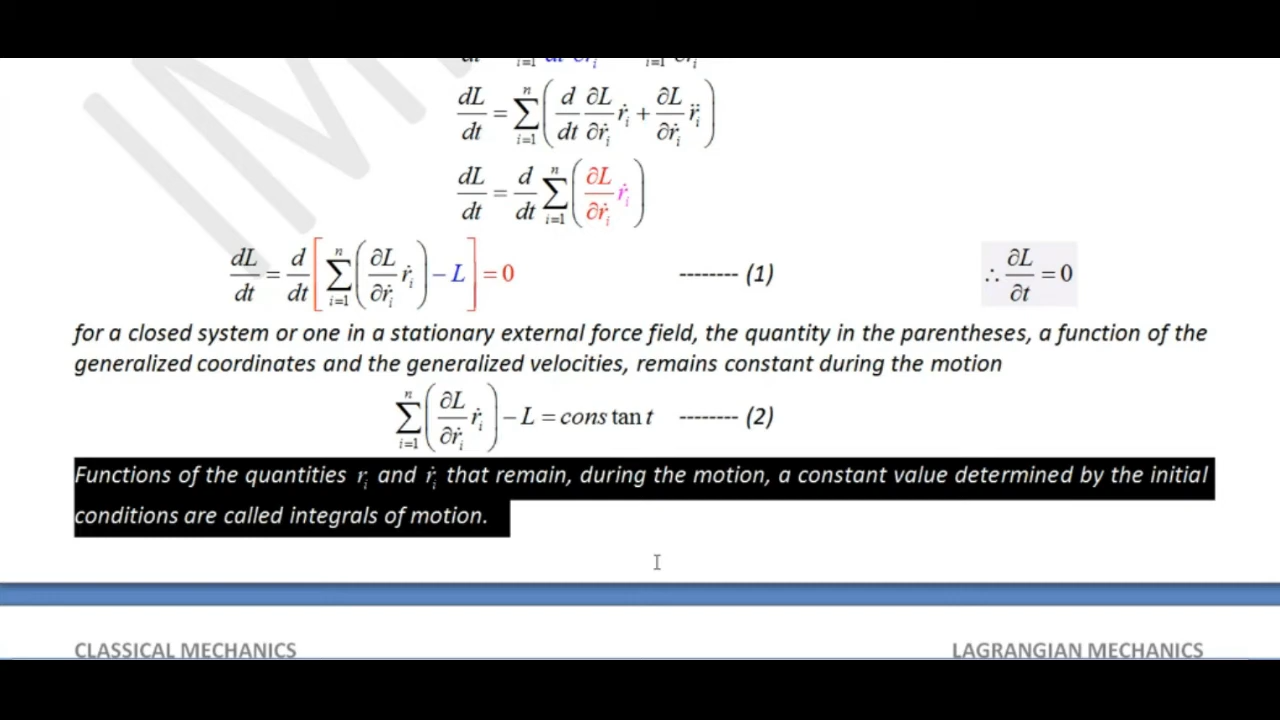 dL/dt = Σ_{i=1}^{n} ( d/dt ∂L/∂ṙ_i ṙ_i + ∂L/∂ṙ_i r̈_i )
dL/dt = d/dt Σ_{i=1}^{n} ( ∂L/∂ṙ_i ṙ_i )
dL/dt = d/dt [ Σ_{i=1}^{n} ( ∂L/∂ṙ_i ṙ_i ) − L ] = 0 -------- (1) ∴ ∂L/∂t = 0
for a closed system or one in a stationary external force field, the quantity in the parentheses, a function of the
generalized coordinates and the generalized velocities, remains constant during the motion
Σ_{i=1}^{n} ( ∂L/∂ṙ_i ṙ_i ) − L = constant -------- (2)
Functions of the quantities r_i and ṙ_i that remain, during the motion, a constant value determined by the initial
conditions are called integrals of motion.
CLASSICAL MECHANICS LAGRANGIAN MECHANICS